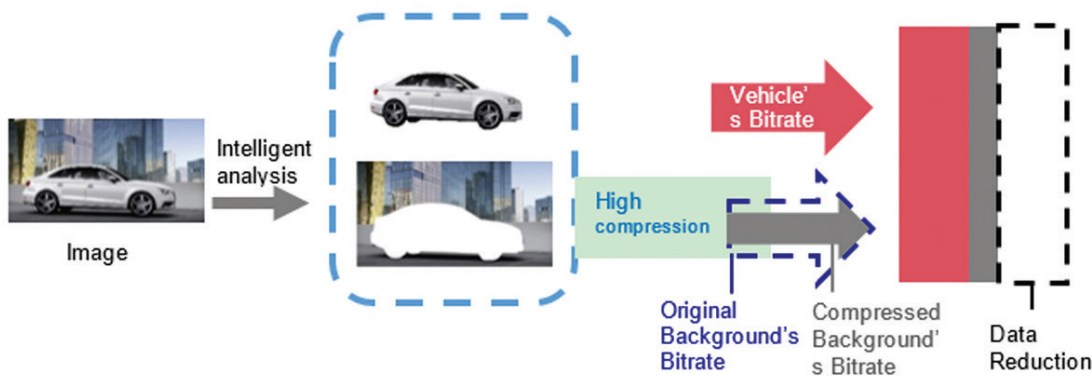 Image
Intelligent
analysis
High
compression
Vehicle'
s Bitrate
Original
Background's
Bitrate
Compressed
Background'
s Bitrate
Data
Reduction